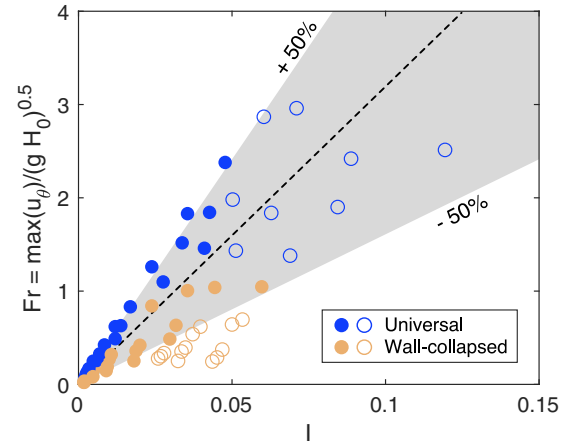 4
3
2
1
0
Fr = max(u_θ)/(g H_0)^0.5
+ 50%
- 50%
Universal
Wall-collapsed
0
0.05
0.1
0.15
I